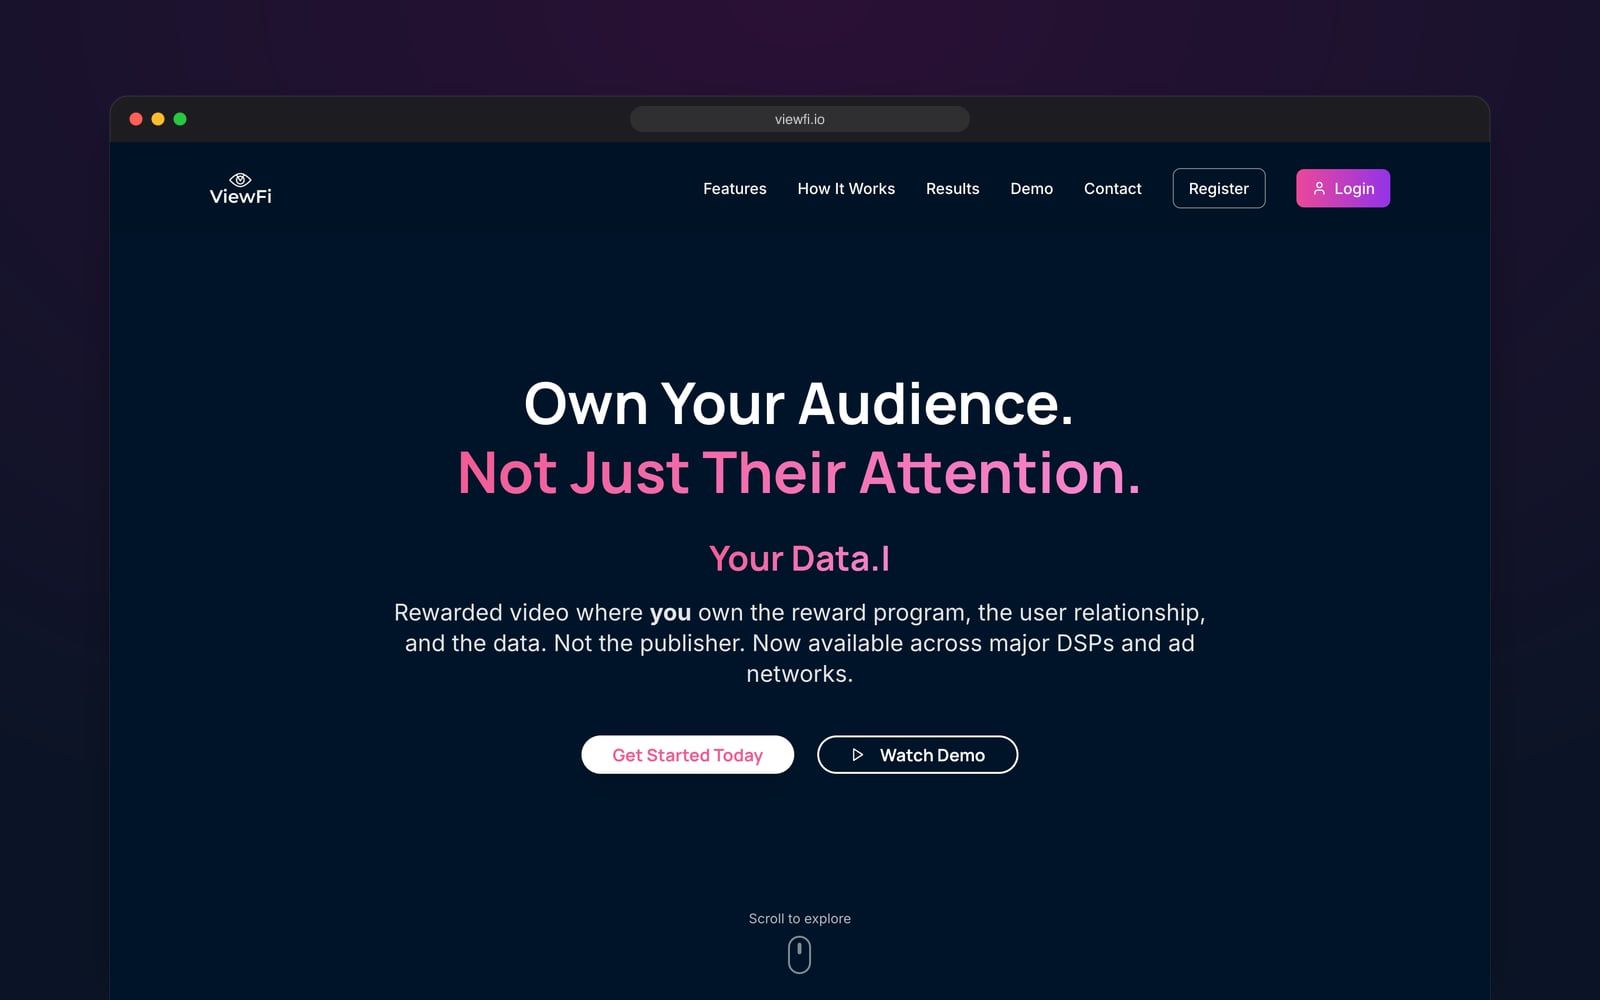 viewfi.io
ViewFi
Features
How It Works
Results
Demo
Contact
Register
Login
Own Your Audience.
Not Just Their Attention.
Your Data.|
Rewarded video where you own the reward program, the user relationship,
and the data. Not the publisher. Now available across major DSPs and ad
networks.
Get Started Today
Watch Demo
Scroll to explore